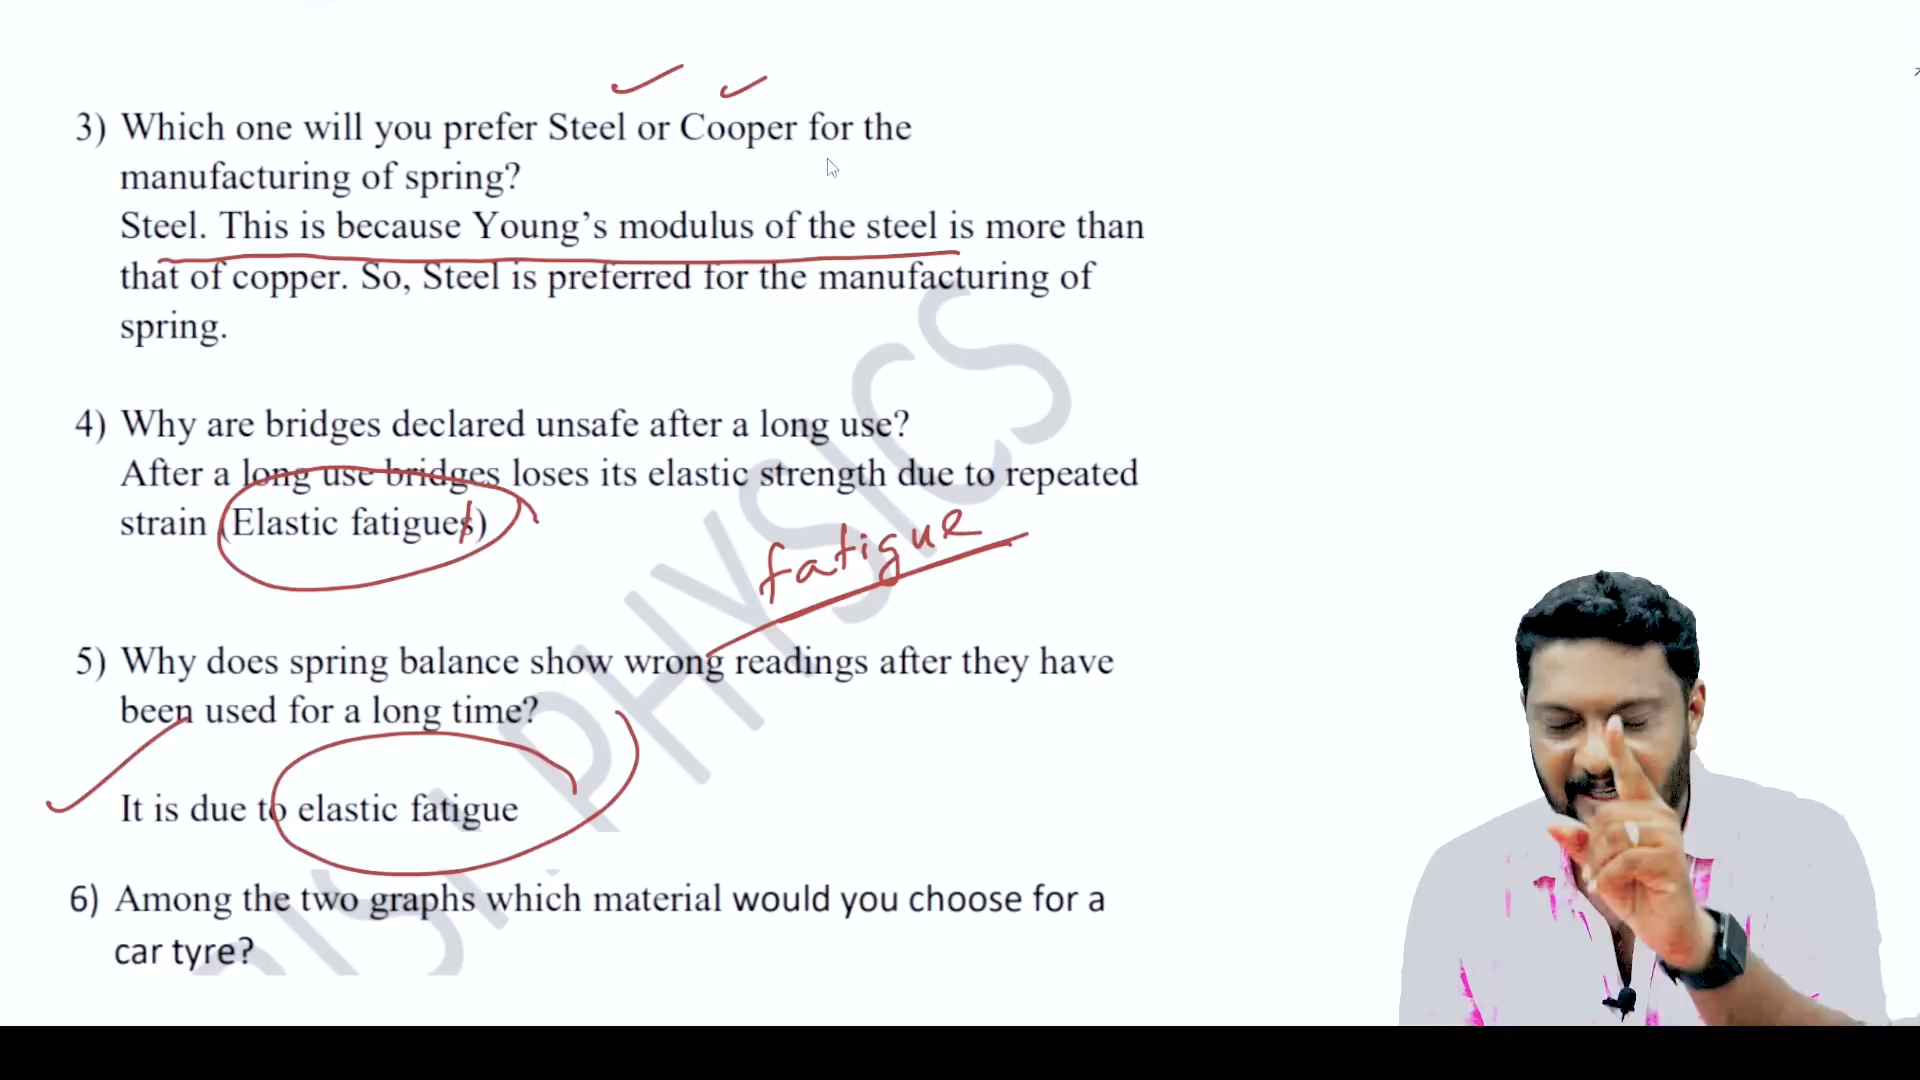 3) Which one will you prefer Steel or Cooper for the
manufacturing of spring?
Steel. This is because Young’s modulus of the steel is more than
that of copper. So, Steel is preferred for the manufacturing of
spring.
4) Why are bridges declared unsafe after a long use?
After a long use bridges loses its elastic strength due to repeated
strain (Elastic fatigues)
fatigue
5) Why does spring balance show wrong readings after they have
been used for a long time?
It is due to elastic fatigue
6) Among the two graphs which material would you choose for a
car tyre?
PHYSICS